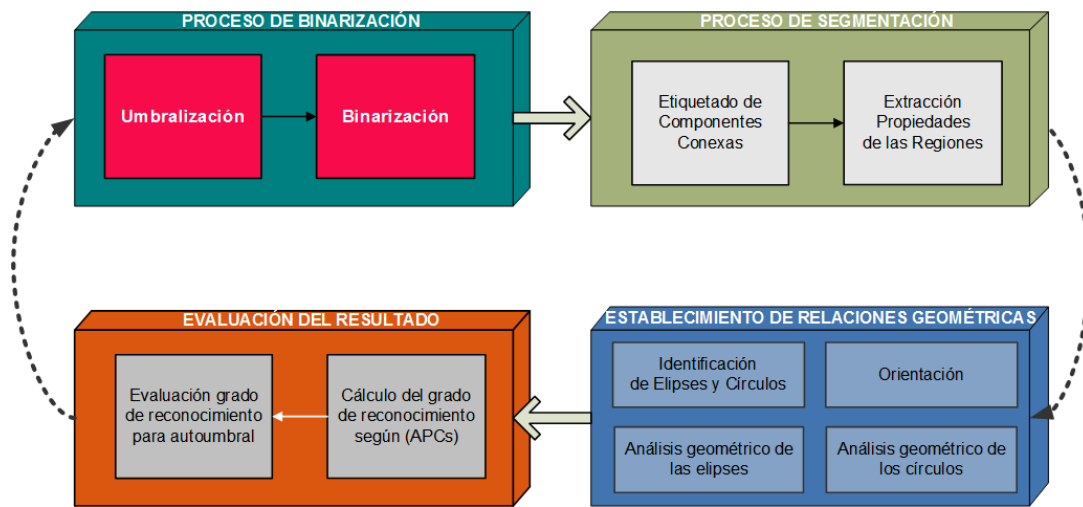 PROCESO DE BINARIZACIÓN
Umbralización
Binarización
PROCESO DE SEGMENTACIÓN
Etiquetado de
Componentes
Conexas
Extracción
Propiedades
de las Regiones
EVALUACIÓN DEL RESULTADO
Evaluación grado
de reconocimiento
para autoumbral
Cálculo del grado
de reconocimiento
según (APCs)
ESTABLECIMIENTO DE RELACIONES GEOMÉTRICAS
Identificación
de Elipses y Círculos
Orientación
Análisis geométrico de
las elipses
Análisis geométrico de
los círculos